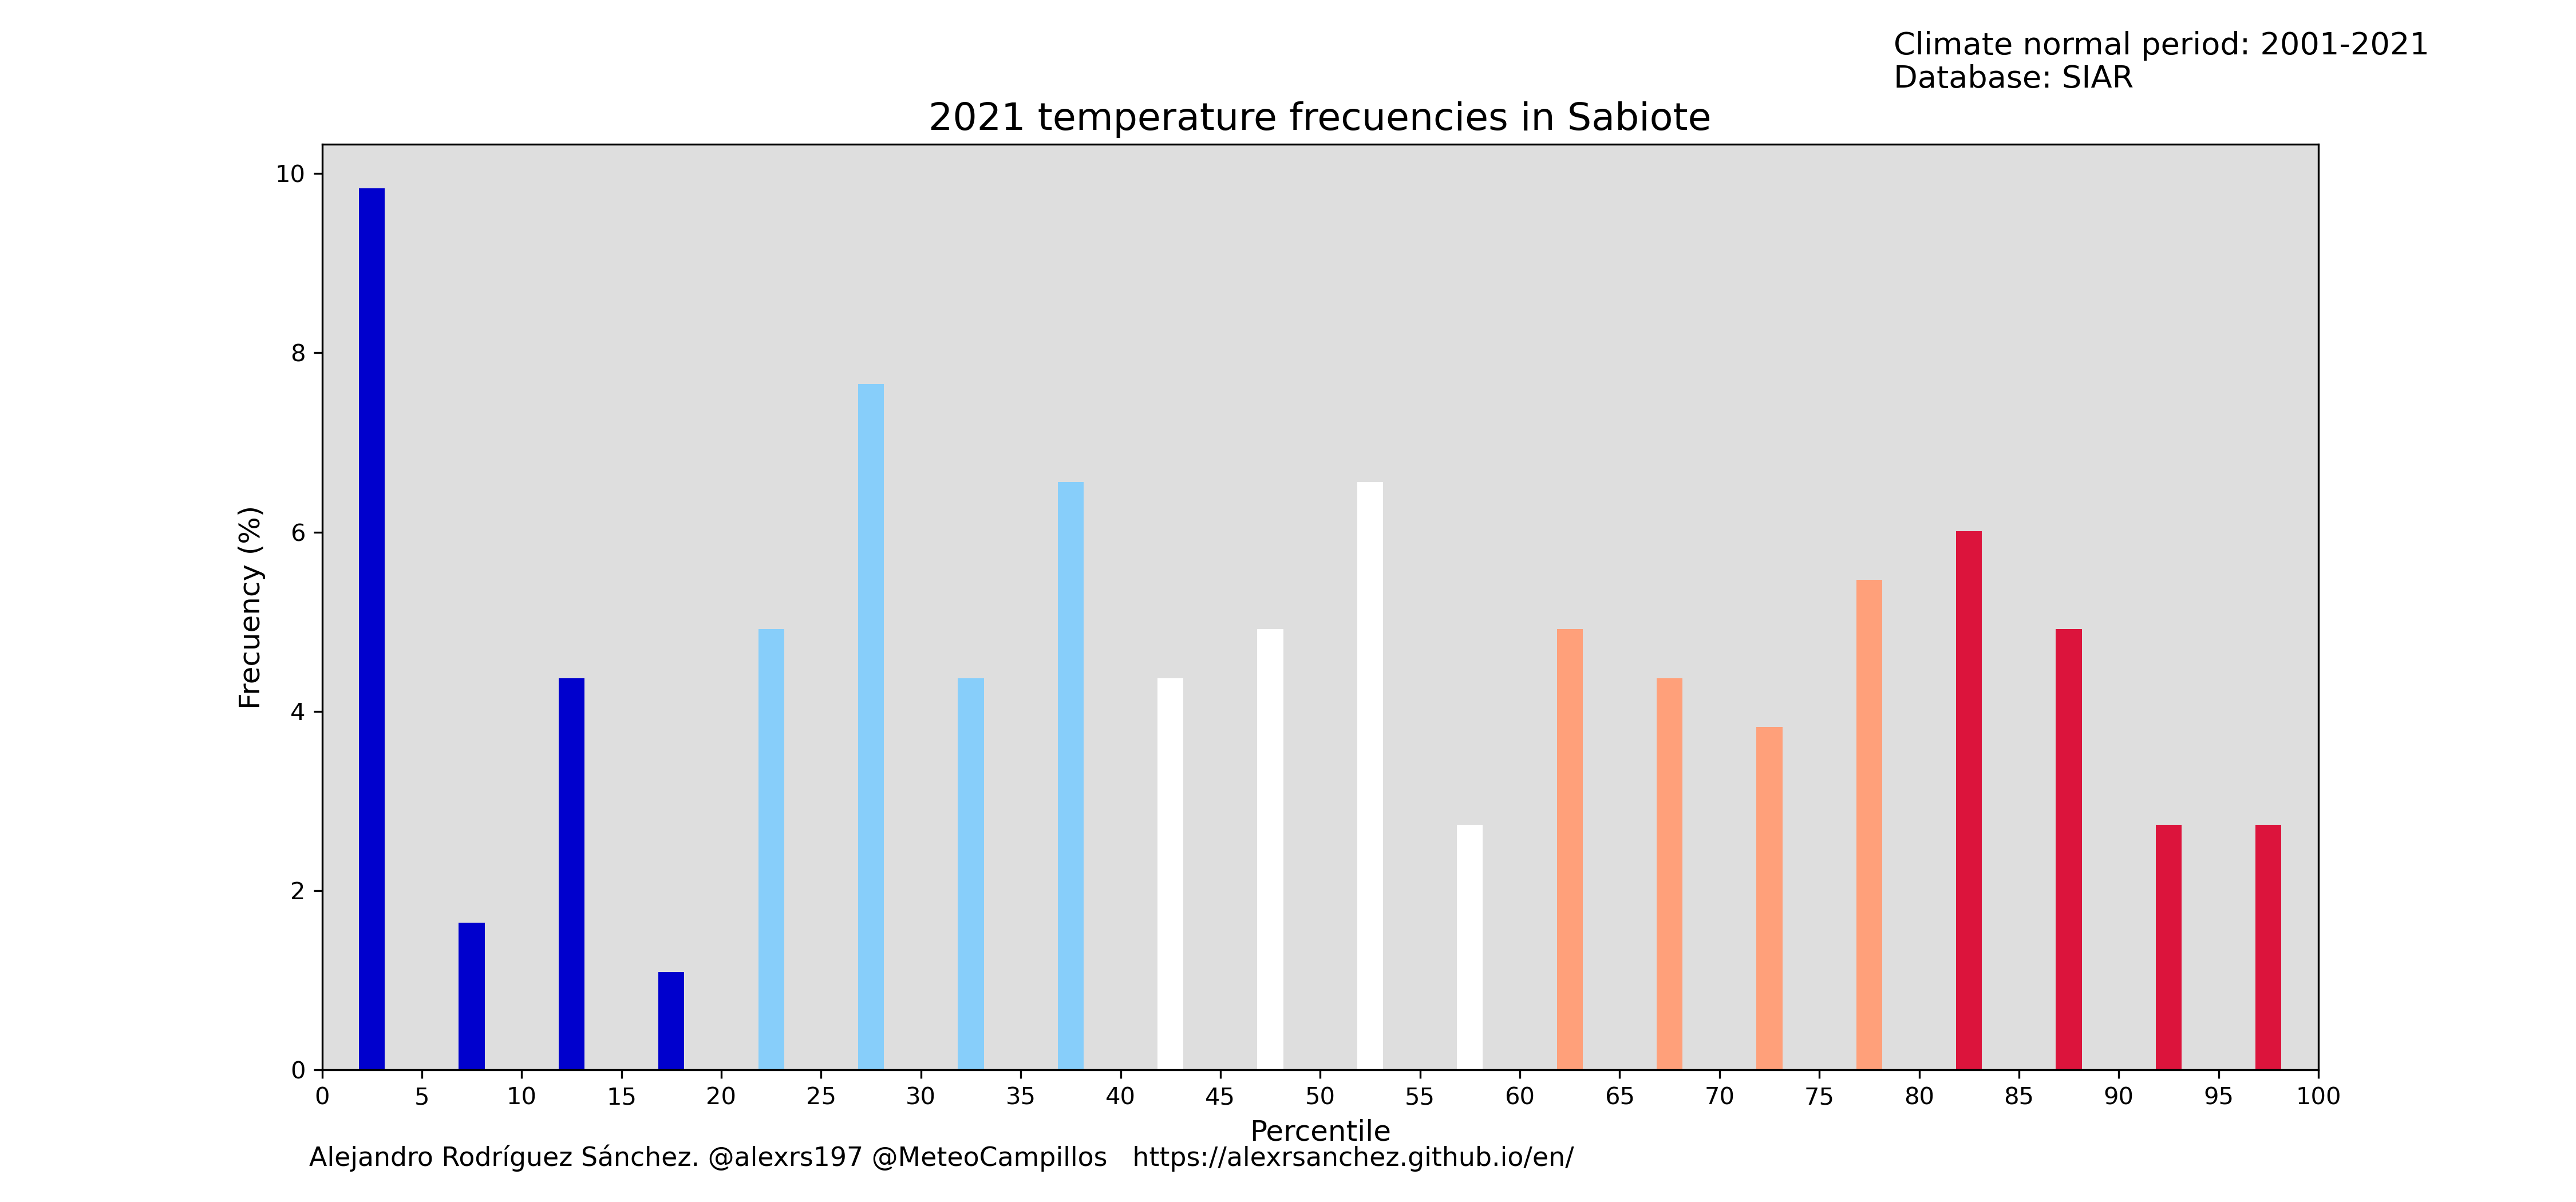 Climate normal period: 2001-2021
Database: SIAR
2021 temperature frecuencies in Sabiote
10
8
6
4
2
0
Frecuency (%)
0 5 10 15 20 25 30 35 40 45 50 55 60 65 70 75 80 85 90 95 100
Percentile
Alejandro Rodríguez Sánchez. @alexrs197 @MeteoCampillos https://alexrsanchez.github.io/en/